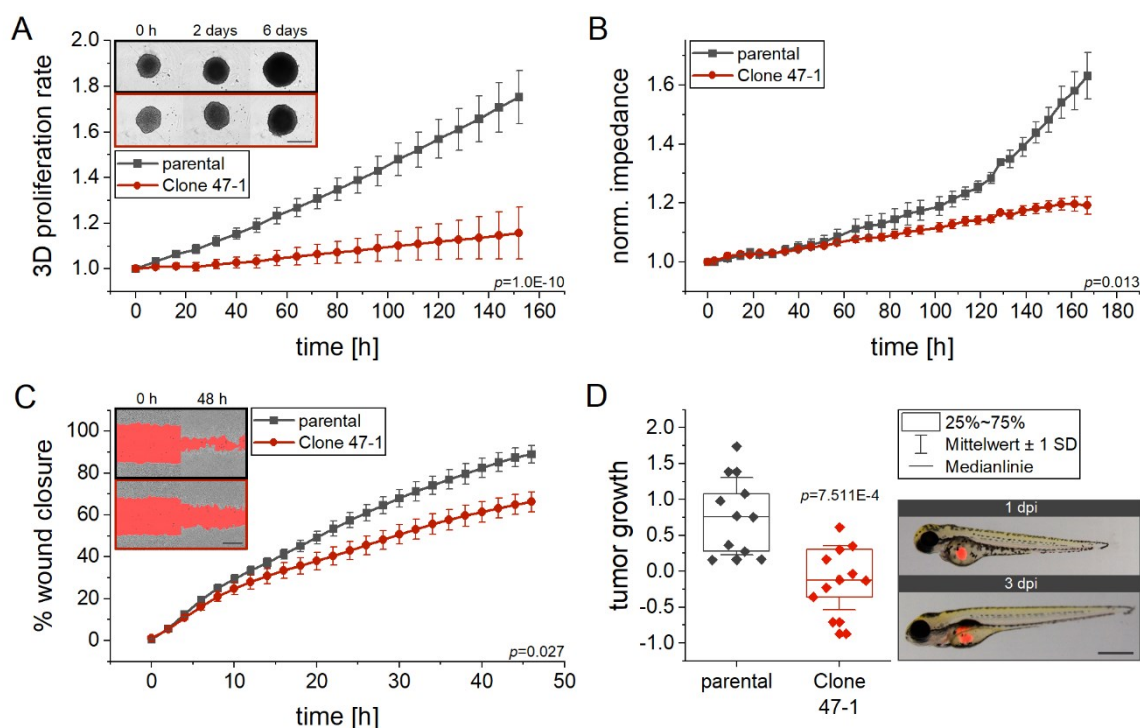 A
0 h 2 days 6 days
parental
Clone 47-1
3D proliferation rate
2.0
1.8
1.6
1.4
1.2
1.0
p=1.0E-10
0 20 40 60 80 100 120 140 160
time [h]
B
parental
Clone 47-1
norm. impedance
1.6
1.4
1.2
1.0
p=0.013
0 20 40 60 80 100 120 140 160
time [h]
C
0 h 48 h
parental
Clone 47-1
% wound closure
100
80
60
40
20
0
p=0.027
0 10 20 30 40 50
time [h]
D
25%~75%
Mittelwert ± 1 SD
Medianlinie
tumor growth
2.0
1.5
1.0
0.5
0.0
-0.5
-1.0
p=7.511E-4
parental Clone
47-1
1 dpi
3 dpi